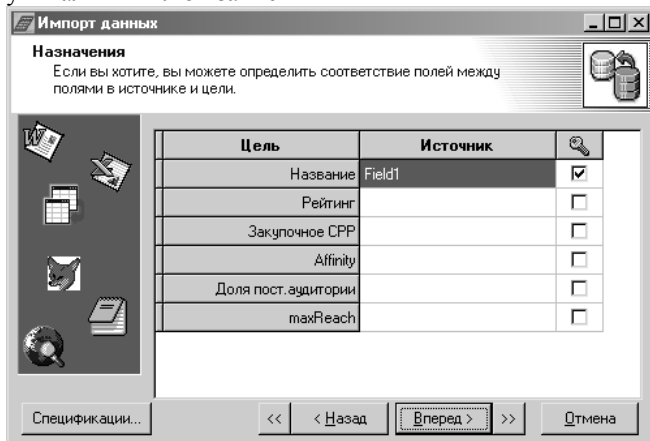 Импорт данных
Назначения
Если вы хотите, вы можете определить соответствие полей между
полями в источнике и цели.
Цель Источник
Название Field1
Рейтинг
Закупочное CPP
Affinity
Доля пост.аудитории
maxReach
Спецификации... << < Назад Вперед > >> Отмена